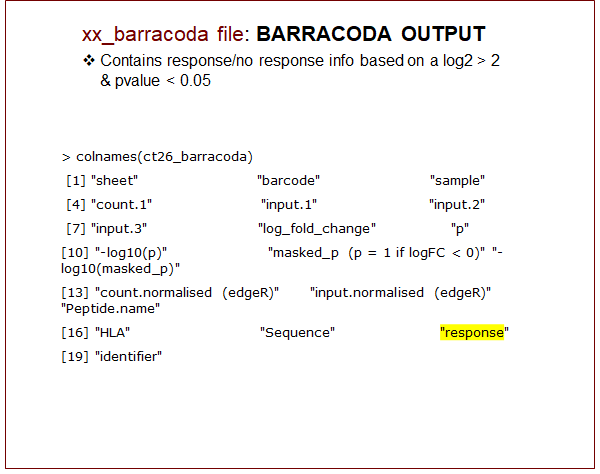 xx_barracoda file: BARRACODA OUTPUT
❖ Contains response/no response info based on a log2 > 2
& pvalue < 0.05
> colnames(ct26_barracoda)
[1] "sheet" "barcode" "sample"
[4] "count.1" "input.1" "input.2"
[7] "input.3" "log_fold_change" "p"
[10] "-log10(p)" "masked_p (p = 1 if logFC < 0)" "-
log10(masked_p)"
[13] "count.normalised (edgeR)" "input.normalised (edgeR)"
"Peptide.name"
[16] "HLA" "Sequence" "response"
[19] "identifier"